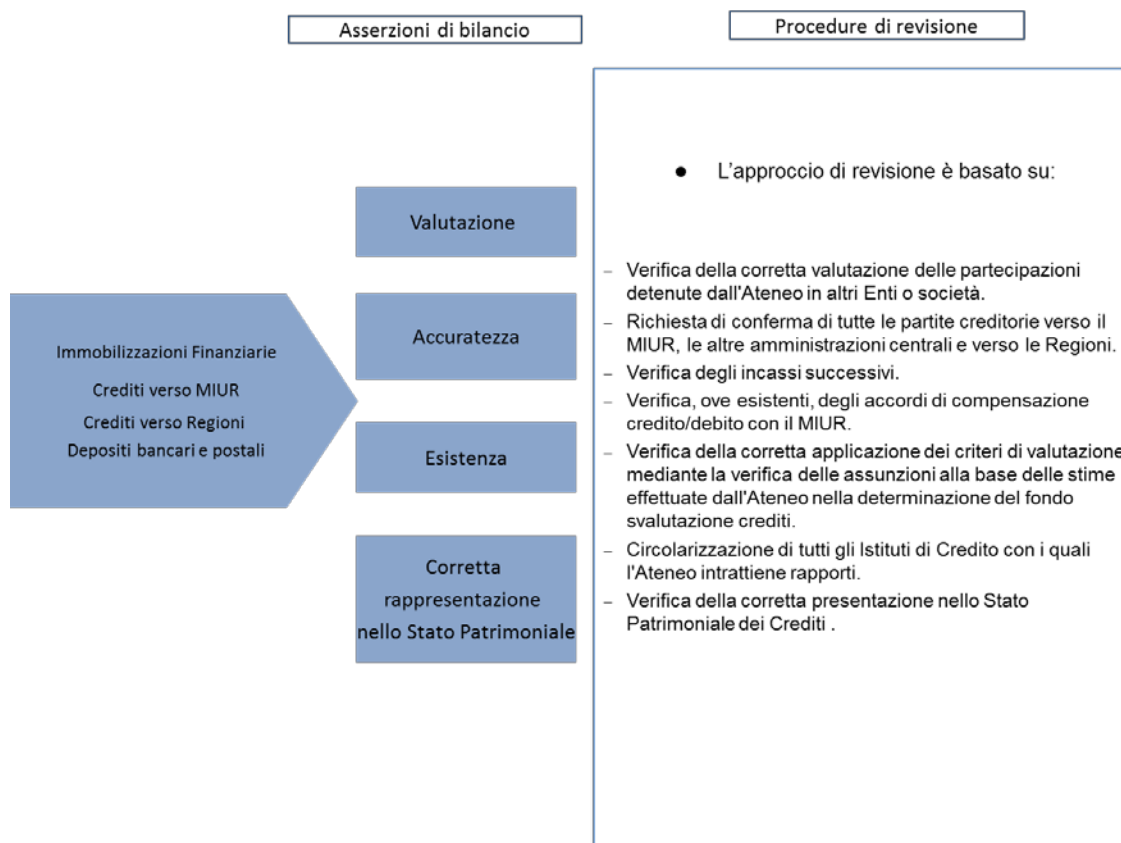 Asserzioni di bilancio
Procedure di revisione
Immobilizzazioni Finanziarie
Crediti verso MIUR
Crediti verso Regioni
Depositi bancari e postali
Valutazione
Accuratezza
Esistenza
Corretta
rappresentazione
nello Stato Patrimoniale
● L'approccio di revisione è basato su:
– Verifica della corretta valutazione delle partecipazioni
detenute dall'Ateneo in altri Enti o società.
– Richiesta di conferma di tutte le partite creditorie verso il
MIUR, le altre amministrazioni centrali e verso le Regioni.
– Verifica degli incassi successivi.
– Verifica, ove esistenti, degli accordi di compensazione
credito/debito con il MIUR.
– Verifica della corretta applicazione dei criteri di valutazione
mediante la verifica delle assunzioni alla base delle stime
effettuate dall'Ateneo nella determinazione del fondo
svalutazione crediti.
– Circolarizzazione di tutti gli Istituti di Credito con i quali
l'Ateneo intrattiene rapporti.
– Verifica della corretta presentazione nello Stato
Patrimoniale dei Crediti .